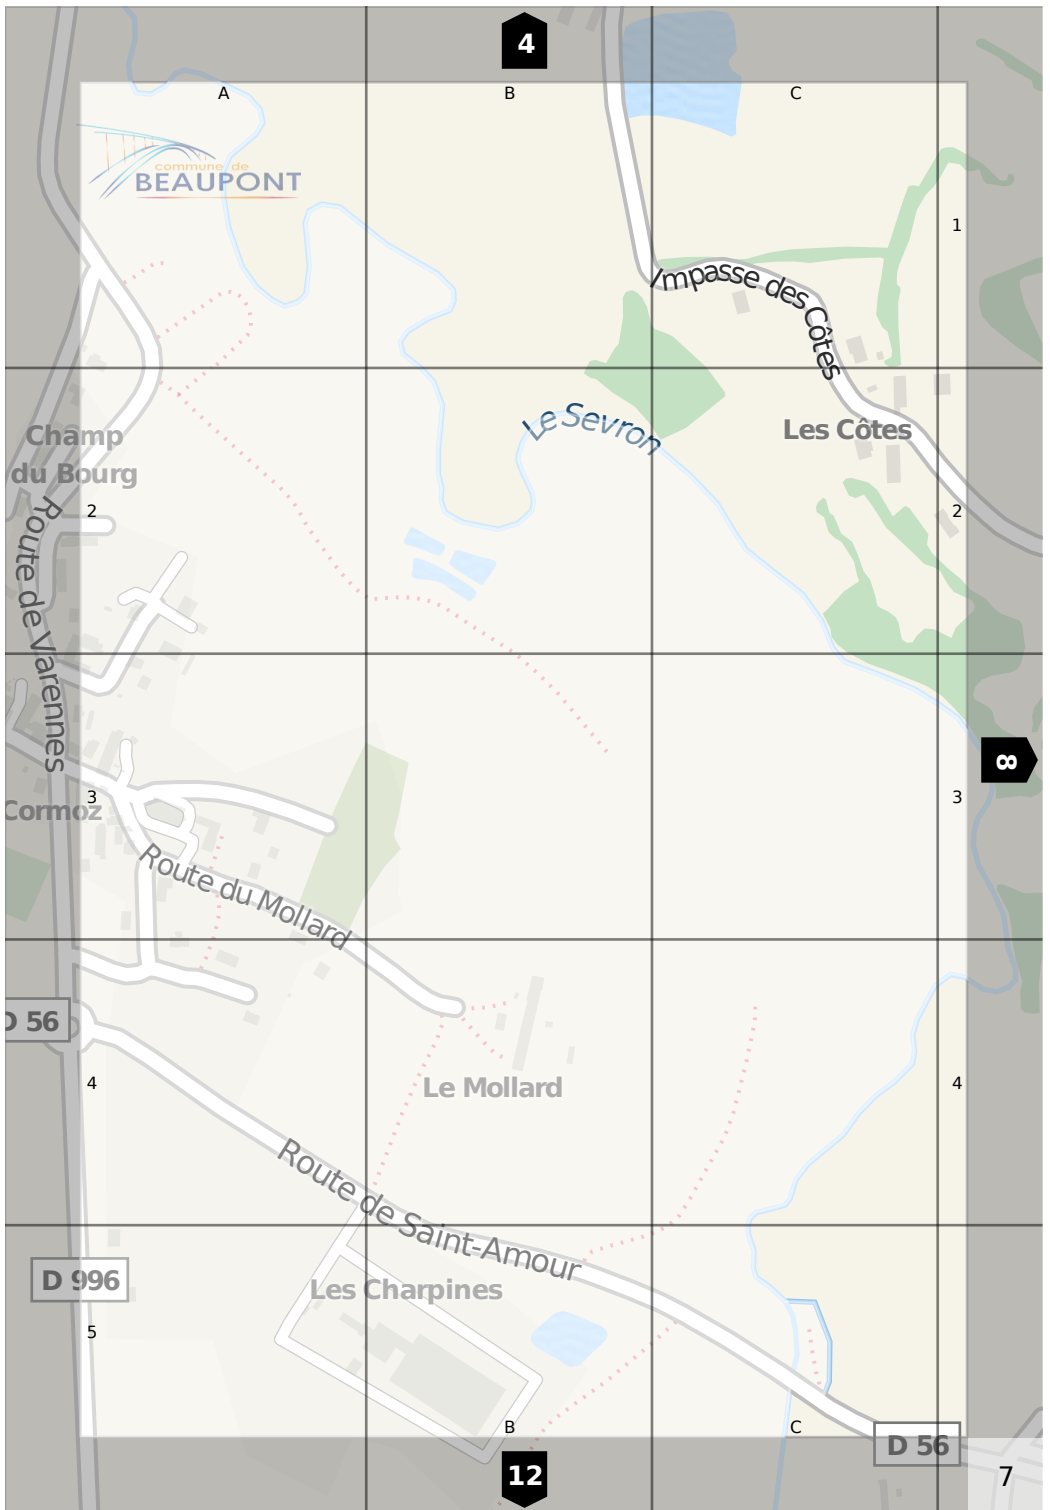 4
A
B
C
commune de
BEAUPONT
1
Impasse des Côtes
Le Sevron
Les Côtes
Champ
du Bourg
2
2
Route de Varennes
8
3
3
Cormoz
Route du Mollard
D 56
4
4
Le Mollard
Route de Saint-Amour
D 996
Les Charpines
5
B
C
D 56
12
7